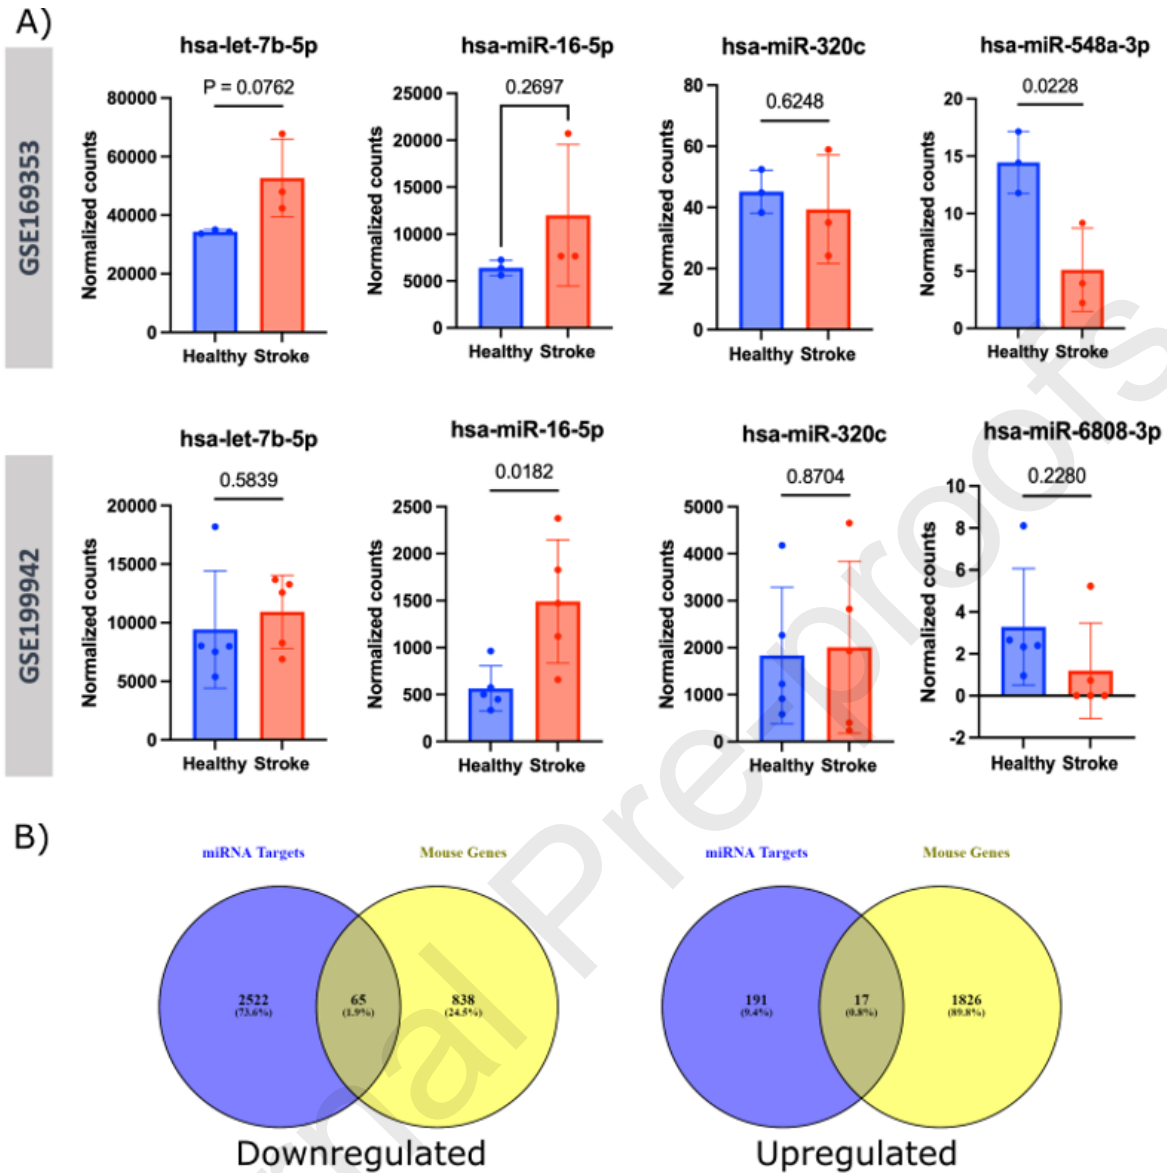 A)
GSE169353
hsa-let-7b-5p
P = 0.0762
Normalized counts
80000
60000
40000
20000
0
Healthy Stroke
hsa-miR-16-5p
0.2697
Normalized counts
25000
20000
15000
10000
5000
0
Healthy Stroke
hsa-miR-320c
0.6248
Normalized counts
80
60
40
20
0
Healthy Stroke
hsa-miR-548a-3p
0.0228
Normalized counts
20
15
10
5
0
Healthy Stroke
GSE199942
hsa-let-7b-5p
0.5839
Normalized counts
20000
15000
10000
5000
0
Healthy Stroke
hsa-miR-16-5p
0.0182
Normalized counts
2500
2000
1500
1000
500
0
Healthy Stroke
hsa-miR-320c
0.8704
Normalized counts
5000
4000
3000
2000
1000
0
Healthy Stroke
hsa-miR-6808-3p
0.2280
Normalized counts
10
8
6
4
2
0
-2
Healthy Stroke
B)
miRNA Targets
Mouse Genes
2522
(73.6%)
65
(1.9%)
838
(24.5%)
Downregulated
miRNA Targets
Mouse Genes
191
(9.4%)
17
(0.8%)
1826
(89.8%)
Upregulated
rnal Pre-proofs